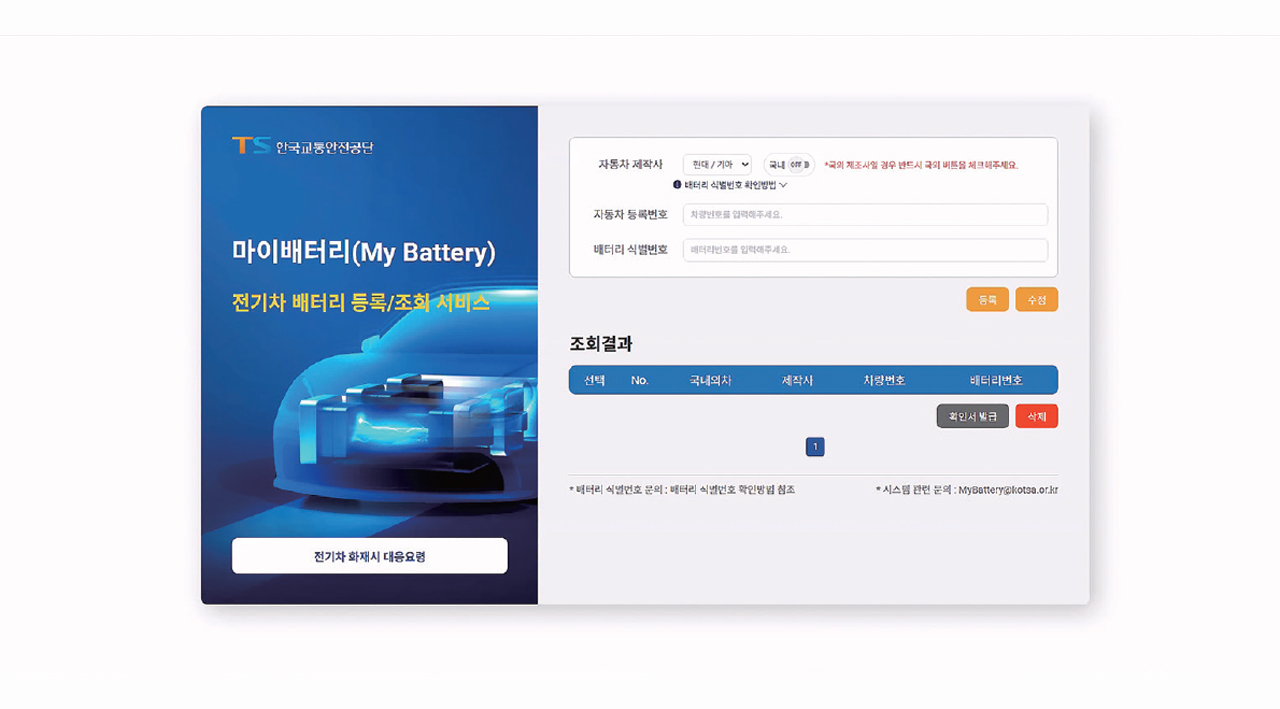 TS 한국교통안전공단
마이배터리(My Battery)
전기차 배터리 등록/조회 서비스
전기차 화재시 대응요령
자동차 제작사 현대 / 기아 국내 OFF *국외 제조사일 경우 반드시 국외 버튼을 체크해주세요.
배터리 식별번호 확인방법
자동차 등록번호 차량번호를 입력해주세요.
배터리 식별번호 배터리번호를 입력해주세요.
등록 수정
조회결과
선택 No. 국내외차 제작사 차량번호 배터리번호
확인서 발급 삭제
1
* 배터리 식별번호 문의 : 배터리 식별번호 확인방법 참조 * 시스템 관련 문의 : MyBattery@kotsa.or.kr